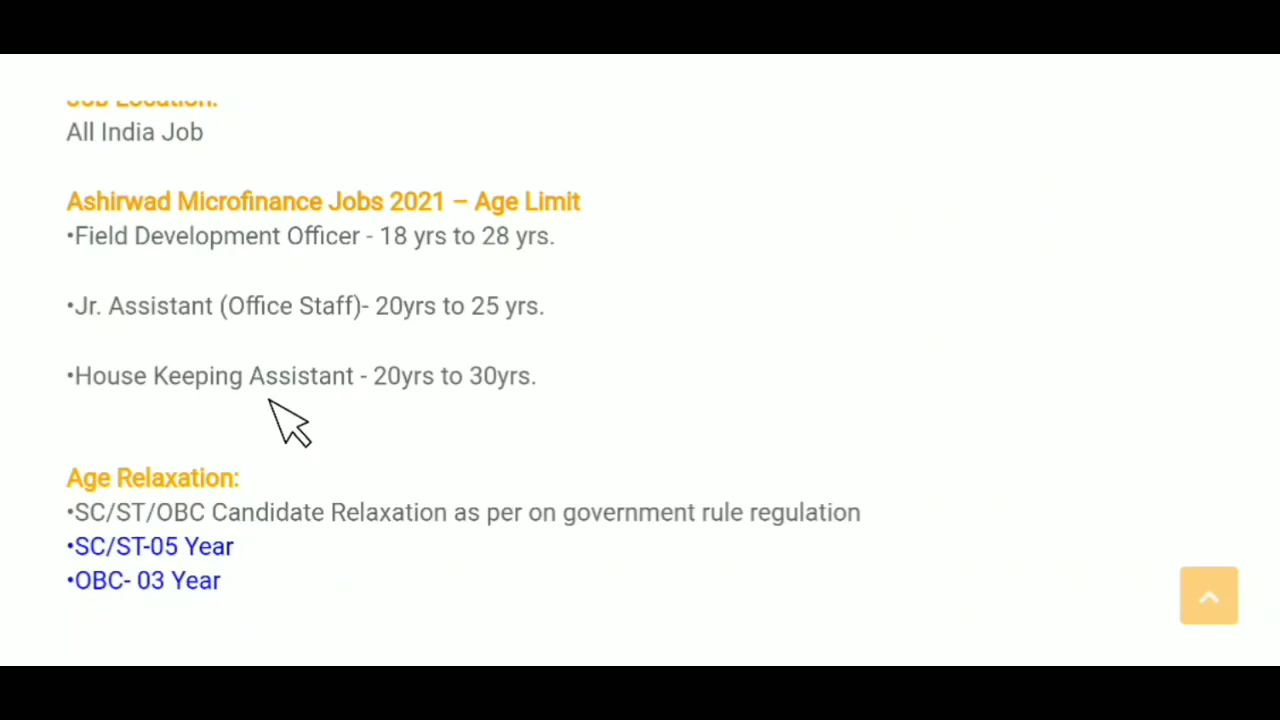 Job Location:
All India Job
Ashirwad Microfinance Jobs 2021 – Age Limit
•Field Development Officer - 18 yrs to 28 yrs.
•Jr. Assistant (Office Staff)- 20yrs to 25 yrs.
•House Keeping Assistant - 20yrs to 30yrs.
Age Relaxation:
•SC/ST/OBC Candidate Relaxation as per on government rule regulation
•SC/ST-05 Year
•OBC- 03 Year